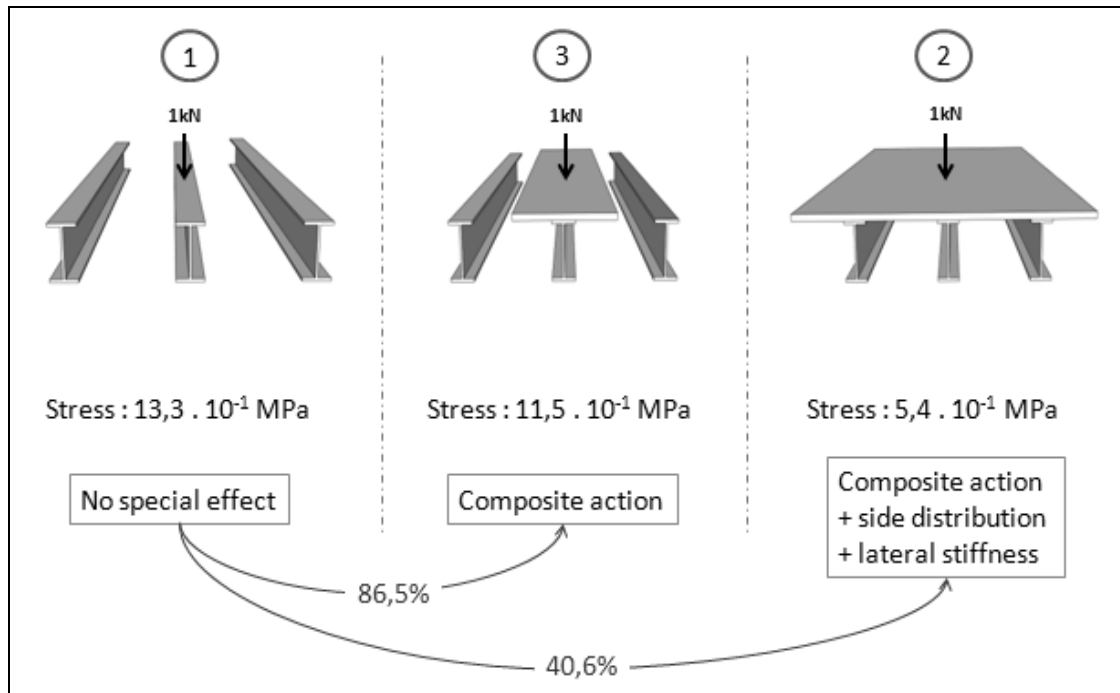 1
3
2
1kN
1kN
1kN
Stress : 13,3 . 10⁻¹ MPa
Stress : 11,5 . 10⁻¹ MPa
Stress : 5,4 . 10⁻¹ MPa
No special effect
Composite action
Composite action
+ side distribution
+ lateral stiffness
86,5%
40,6%